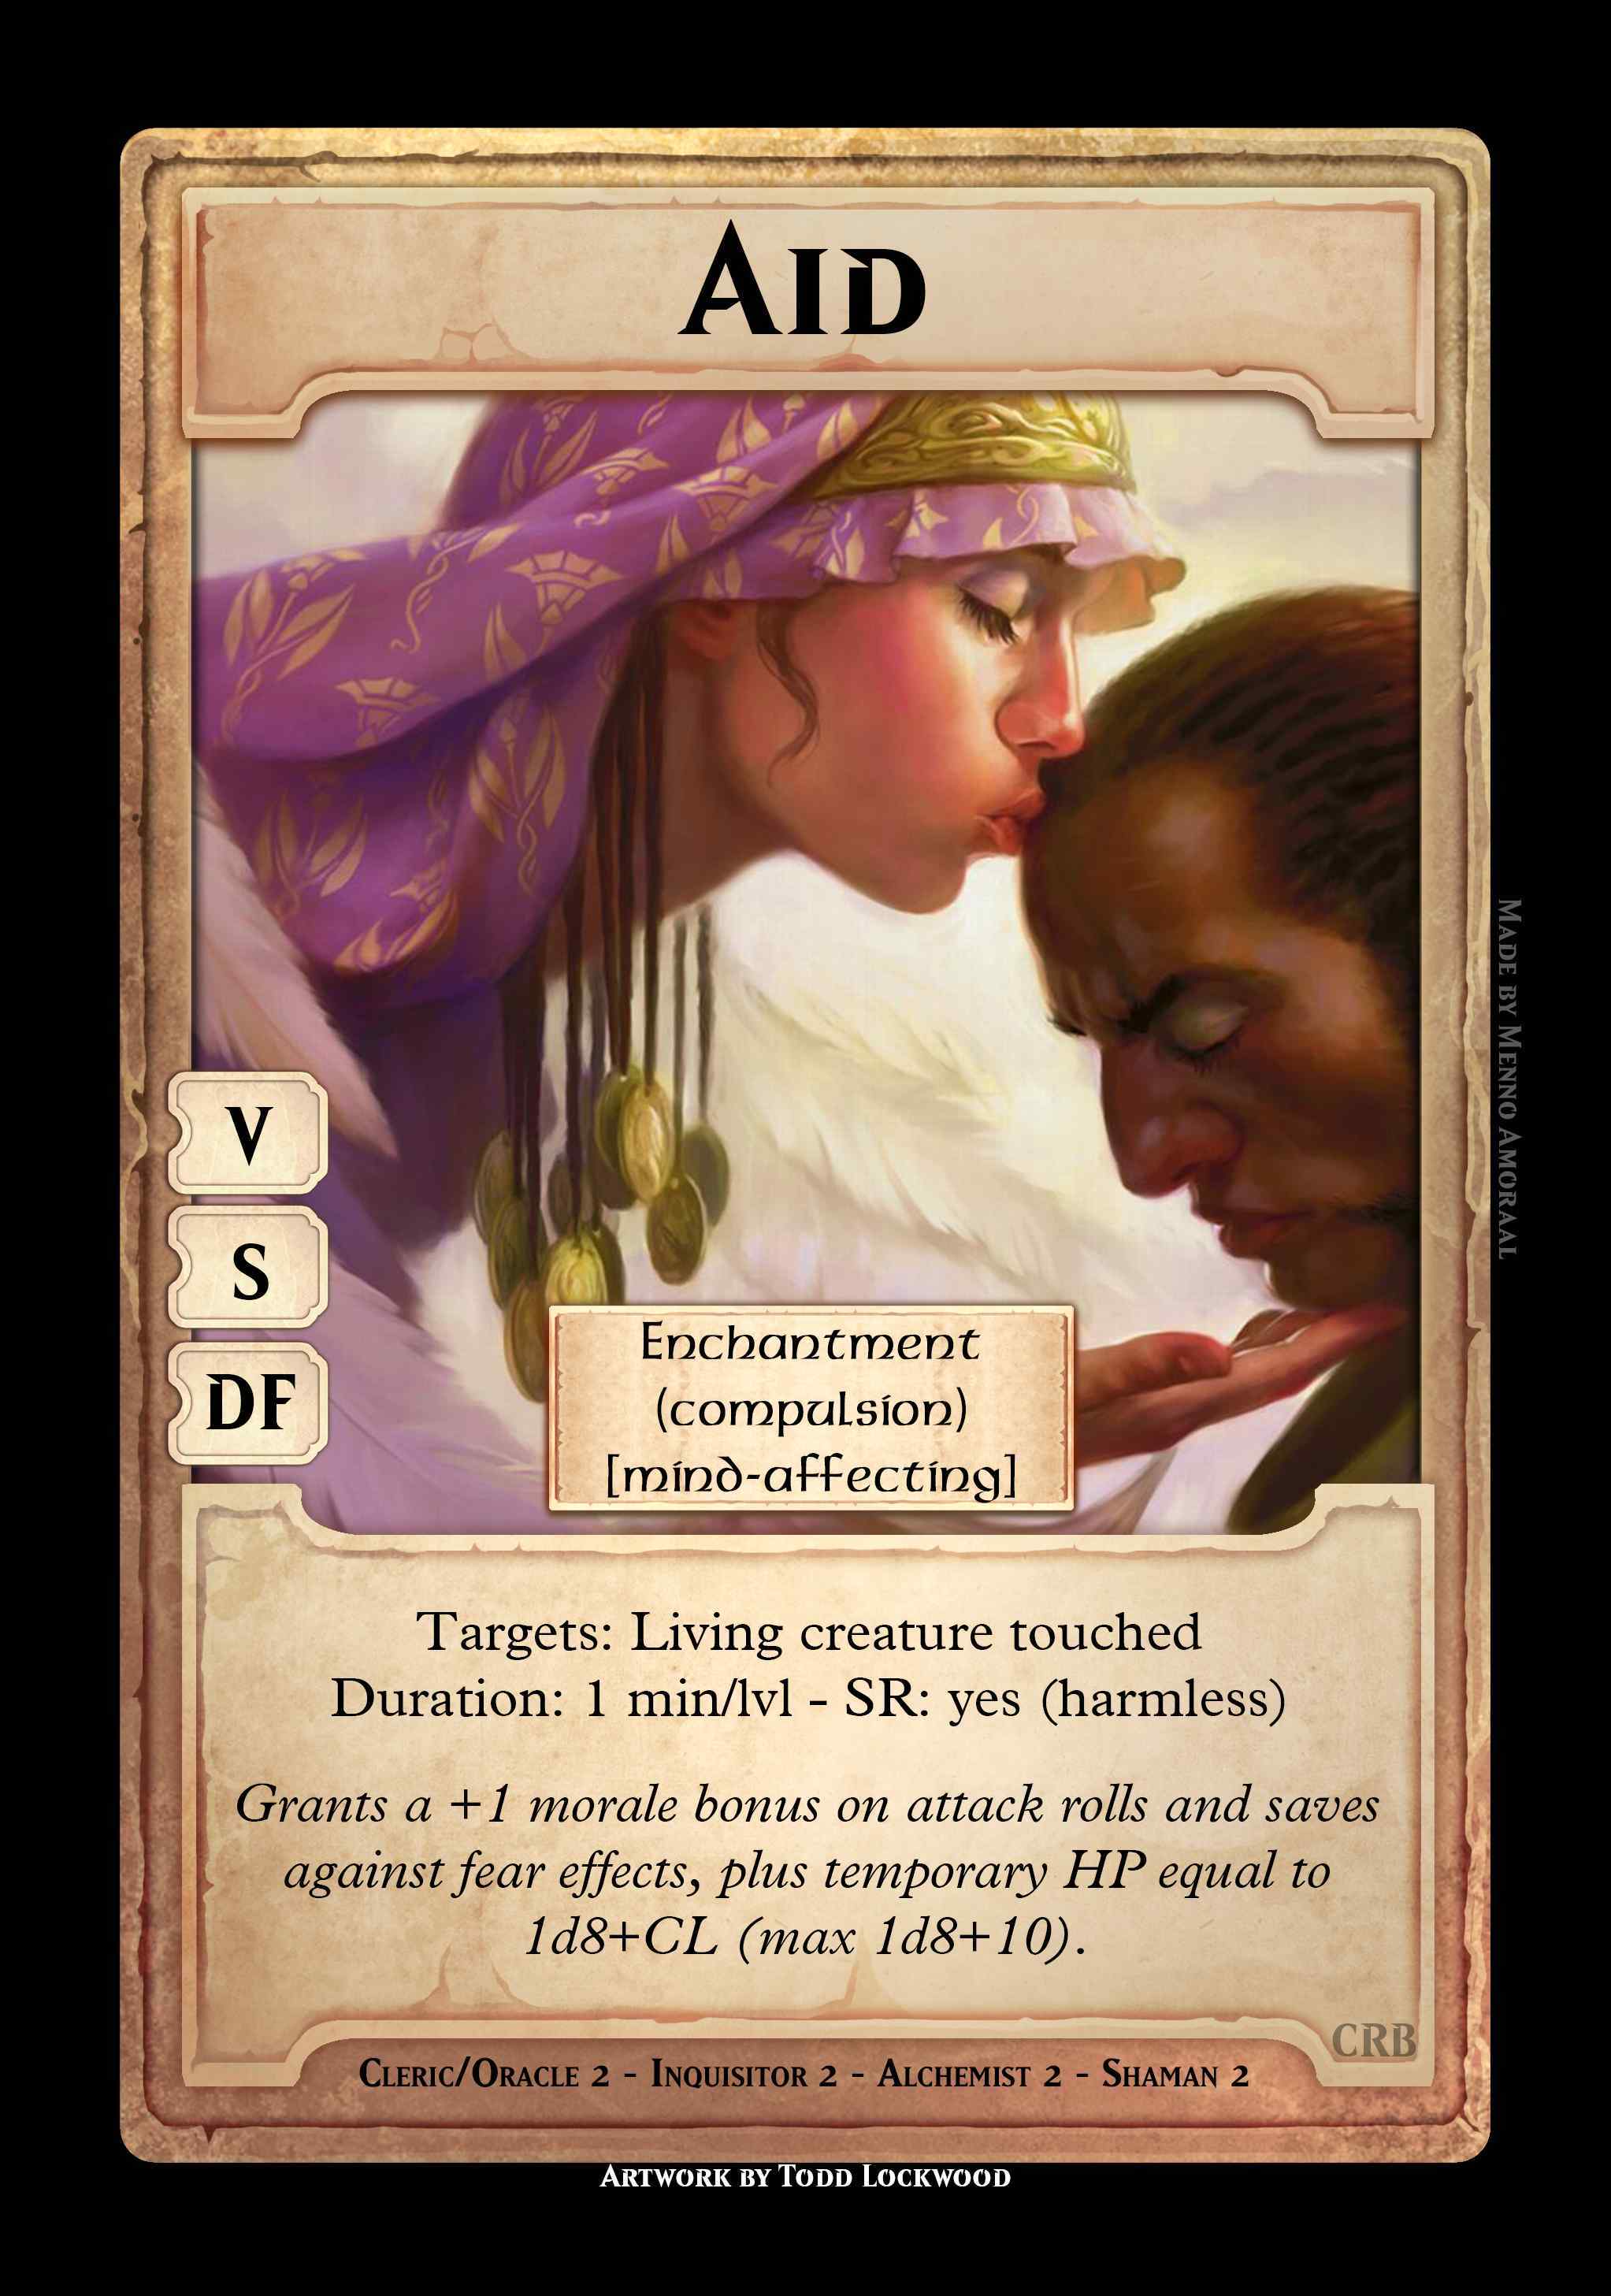 Aid
V
S
DF
Enchantment
(compulsion)
[mind-affecting]
Targets: Living creature touched
Duration: 1 min/lvl - SR: yes (harmless)
Grants a +1 morale bonus on attack rolls and saves
against fear effects, plus temporary HP equal to
1d8+CL (max 1d8+10).
CRB
Cleric/Oracle 2 - Inquisitor 2 - Alchemist 2 - Shaman 2
Artwork by Todd Lockwood
Made by Menno Amoraal